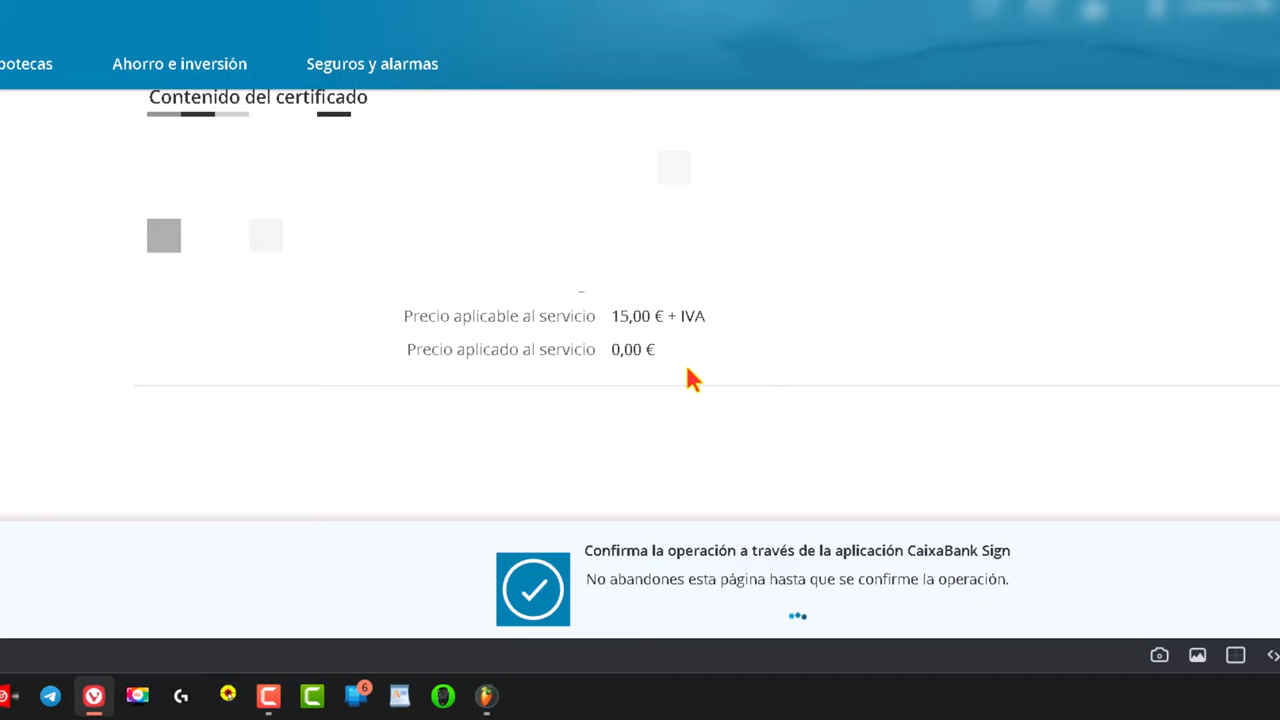 potecas
Ahorro e inversión
Seguros y alarmas
Contenido del certificado
Precio aplicable al servicio 15,00 € + IVA
Precio aplicado al servicio 0,00 €
Confirma la operación a través de la aplicación CaixaBank Sign
No abandones esta página hasta que se confirme la operación.
6